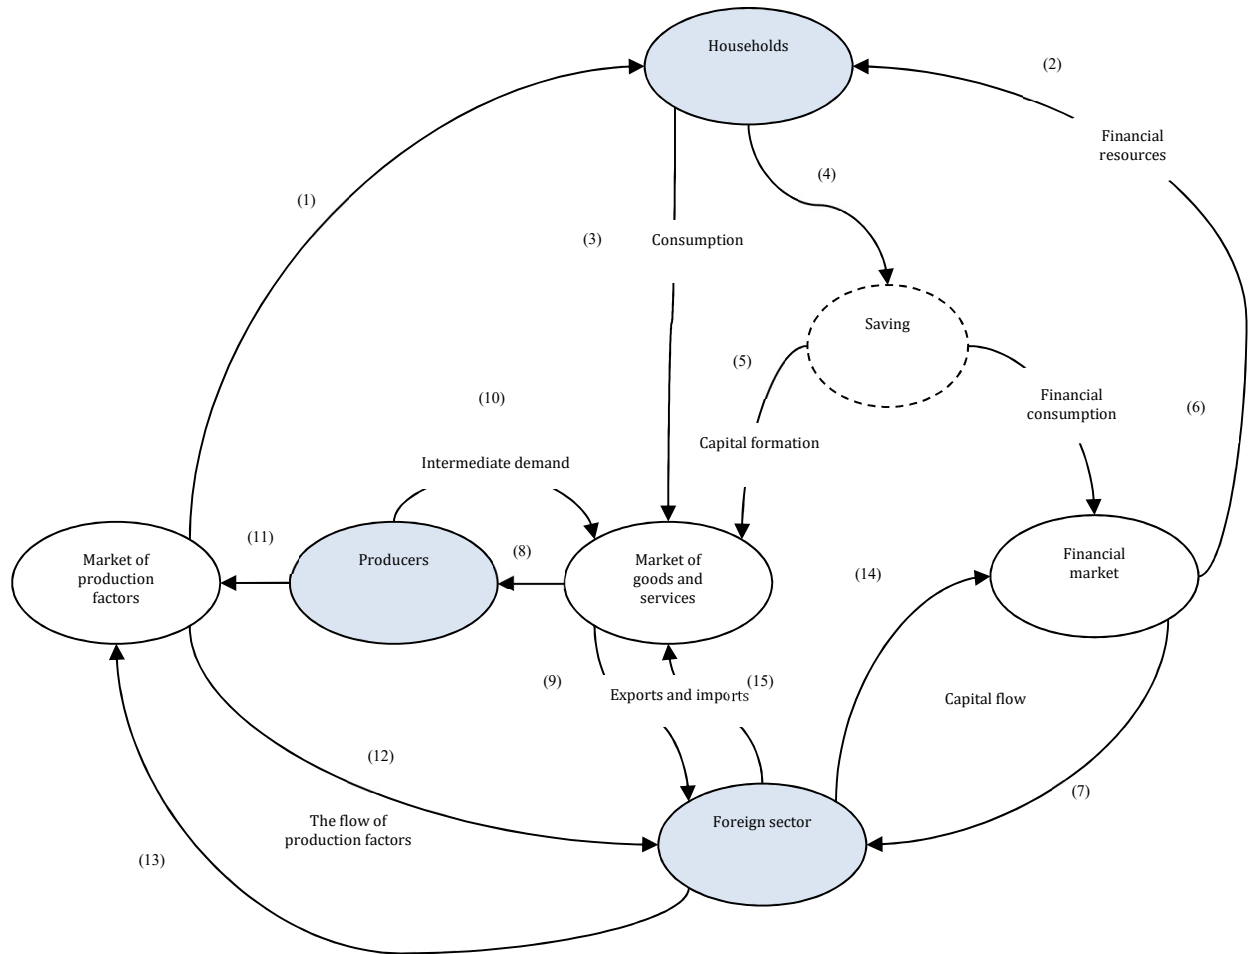 Households
(2)
Financial
resources
(4)
(1)
(3)
Consumption
Saving
(5)
(10)
Financial
consumption
(6)
Capital formation
Intermediate demand
(11)
Market of
production
factors
Producers
(8)
Market of
goods and
services
(14)
Financial
market
(9)
Exports and imports
(15)
Capital flow
(12)
(7)
The flow of
production factors
Foreign sector
(13)